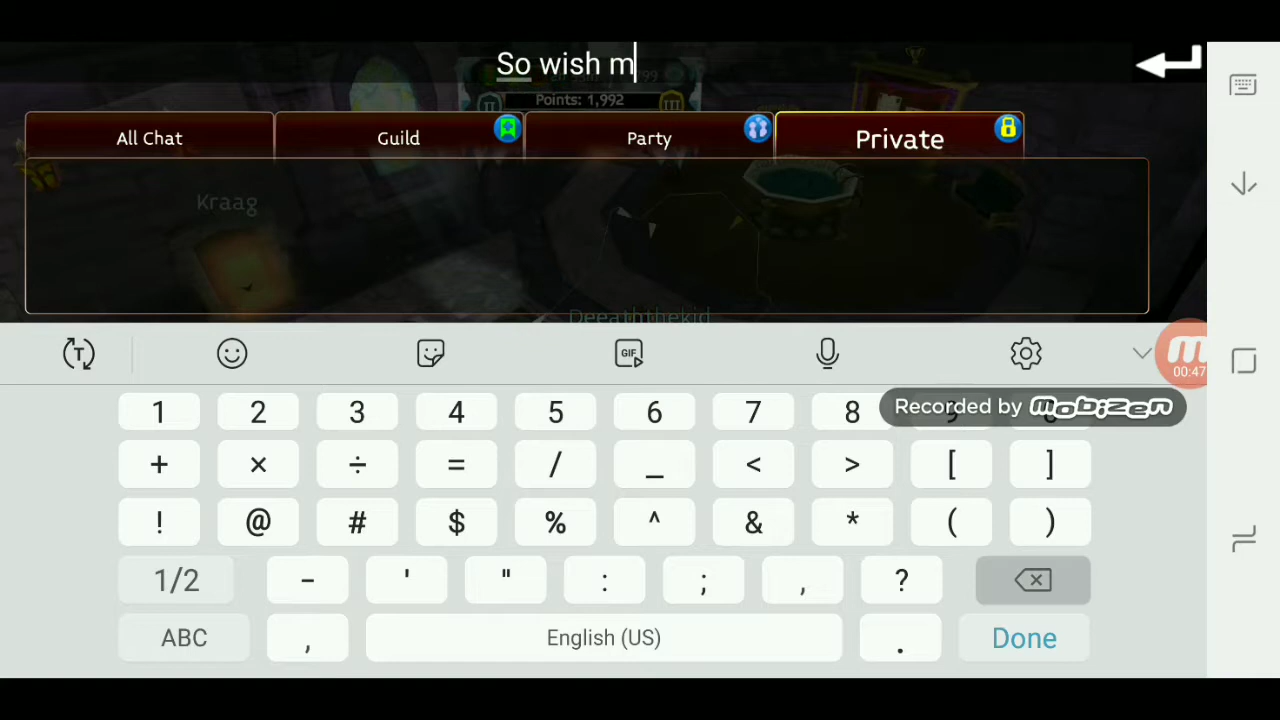 So wish m
Points: 1,992
All Chat
Guild
Party
Private
Kraag
Deeaththekid
GIF
00:47
1 2 3 4 5 6 7 8
Recorded by mobizen
+ × ÷ = / _ < > [ ]
! @ # $ % ^ & * ( )
1/2 - ' " : ; , ?
ABC , English (US) . Done